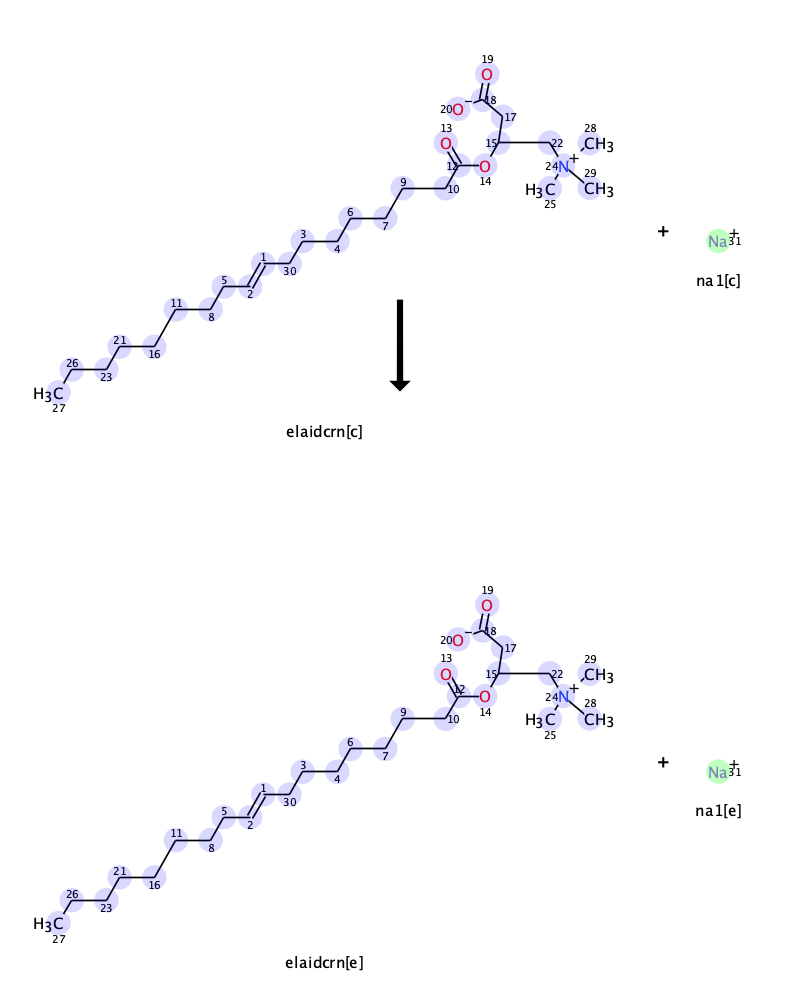 19
O
20 O − 18
17
13
O
15
22
28
CH3
12
O
14
24 N +
H3C
25
29
CH3
9
10
6
7
3
4
1
30
5
2
11
8
21
16
26
23
H3C
27
+
Na + 31
na1[c]
elaidcrn[c]
19
O
20 O − 18
17
13
O
15
22
29
CH3
12
O
14
24 N +
H3C
25
28
CH3
9
10
6
7
3
4
1
30
5
2
11
8
21
16
26
23
H3C
27
+
Na + 31
na1[e]
elaidcrn[e]